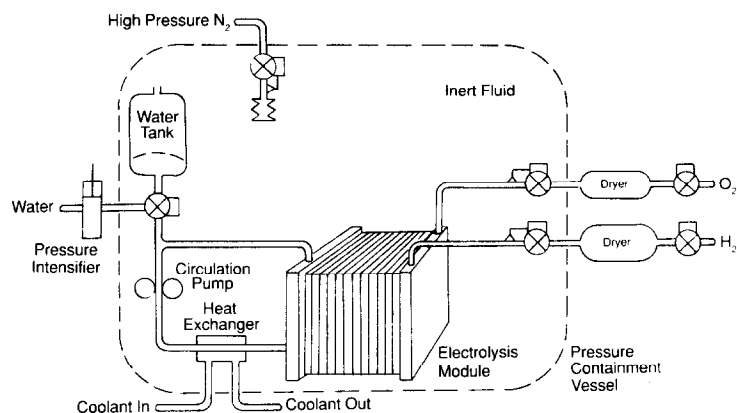 High Pressure N₂
Inert Fluid
Water
Tank
Dryer
O₂
Water
Pressure
Intensifier
Dryer
H₂
Circulation
Pump
Heat
Exchanger
Electrolysis
Module
Pressure
Containment
Vessel
Coolant In
Coolant Out